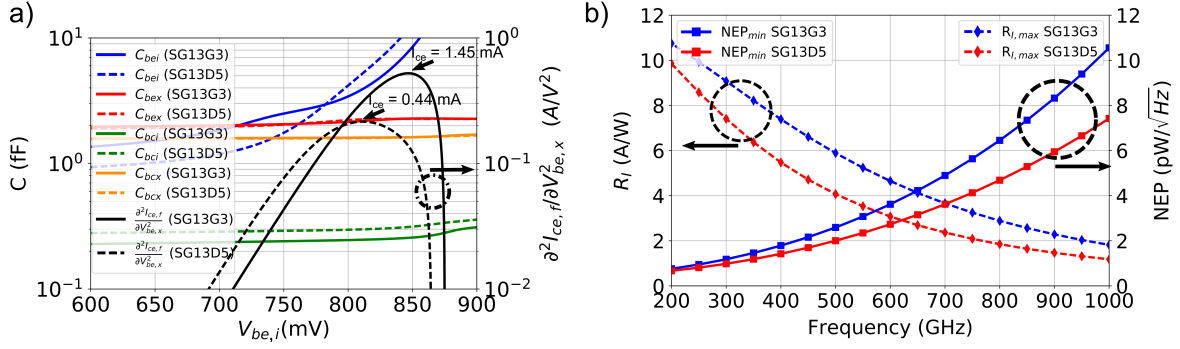 a)
10¹
10⁰
10⁻¹
C (fF)
C_bei (SG13G3)
C_bei (SG13D5)
C_bex (SG13G3)
C_bex (SG13D5)
C_bci (SG13G3)
C_bci (SG13D5)
C_bcx (SG13G3)
C_bcx (SG13D5)
∂²I_ce,f/∂V²_be,x (SG13G3)
∂²I_ce,f/∂V²_be,x (SG13D5)
I_ce = 1.45 mA
I_ce = 0.44 mA
600 650 700 750 800 850 900
V_be,i(mV)
10⁰
10⁻¹
10⁻²
∂²I_ce,f/∂V²_be,x (A/V²)
b)
12
10
8
6
4
2
0
R_I (A/W)
NEP_min SG13G3
NEP_min SG13D5
R_I,max SG13G3
R_I,max SG13D5
200 300 400 500 600 700 800 900 1000
Frequency (GHz)
12
10
8
6
4
2
0
NEP (pW/√Hz)